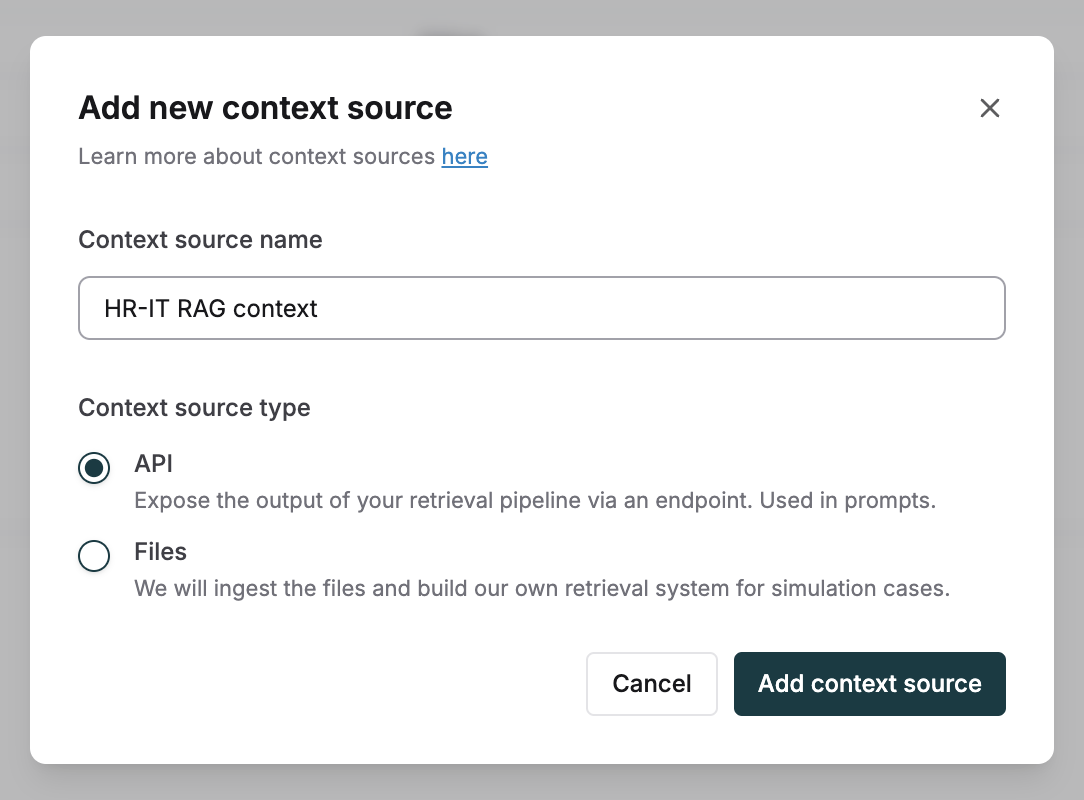 Add new context source
Learn more about context sources here
Context source name
HR-IT RAG context
Context source type
API
Expose the output of your retrieval pipeline via an endpoint. Used in prompts.
Files
We will ingest the files and build our own retrieval system for simulation cases.
Cancel
Add context source